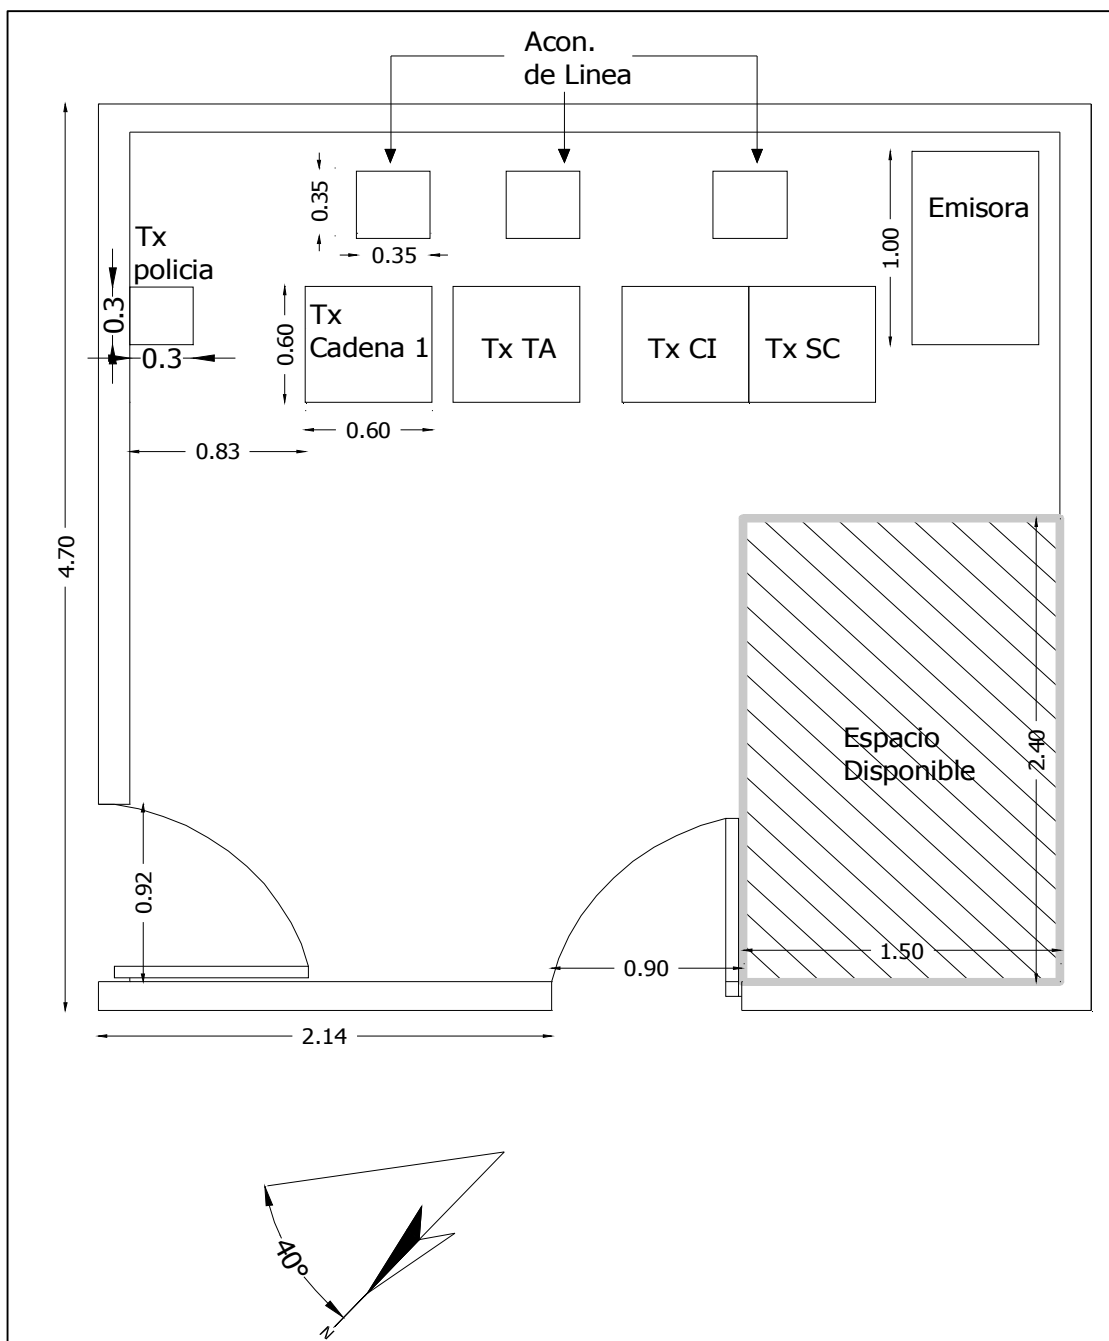 Acon.
de Linea
0.35
0.35
Emisora
1.00
Tx
policia
0.3
0.3
Tx
Cadena 1
0.60
0.60
Tx TA
Tx CI
Tx SC
0.83
4.70
Espacio
Disponible
2.40
1.50
0.92
0.90
2.14
40°
N